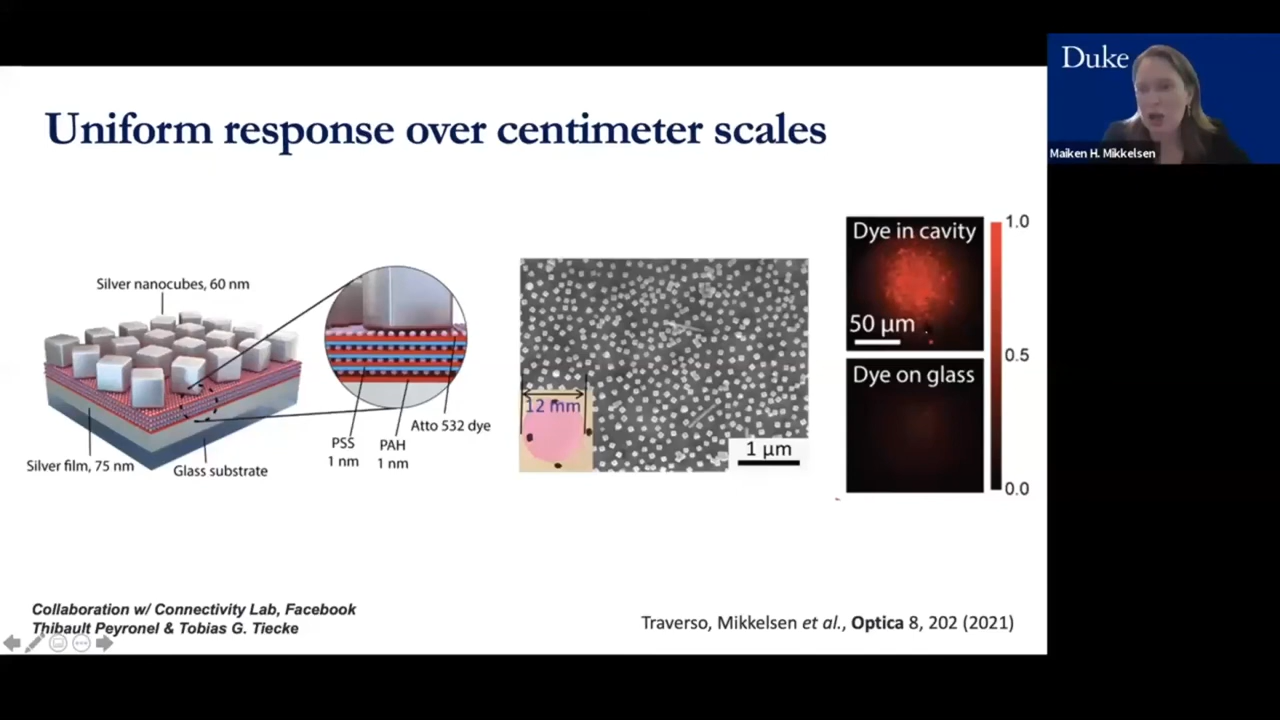 Uniform response over centimeter scales
Silver nanocubes, 60 nm
Silver film, 75 nm
Glass substrate
PSS
1 nm
PAH
1 nm
Atto 532 dye
12 mm
1 µm
Dye in cavity
50 µm
Dye on glass
1.0
0.5
0.0
Collaboration w/ Connectivity Lab, Facebook
Thibault Peyronel & Tobias G. Tiecke
Traverso, Mikkelsen et al., Optica 8, 202 (2021)
Duke
Maiken H. Mikkelsen